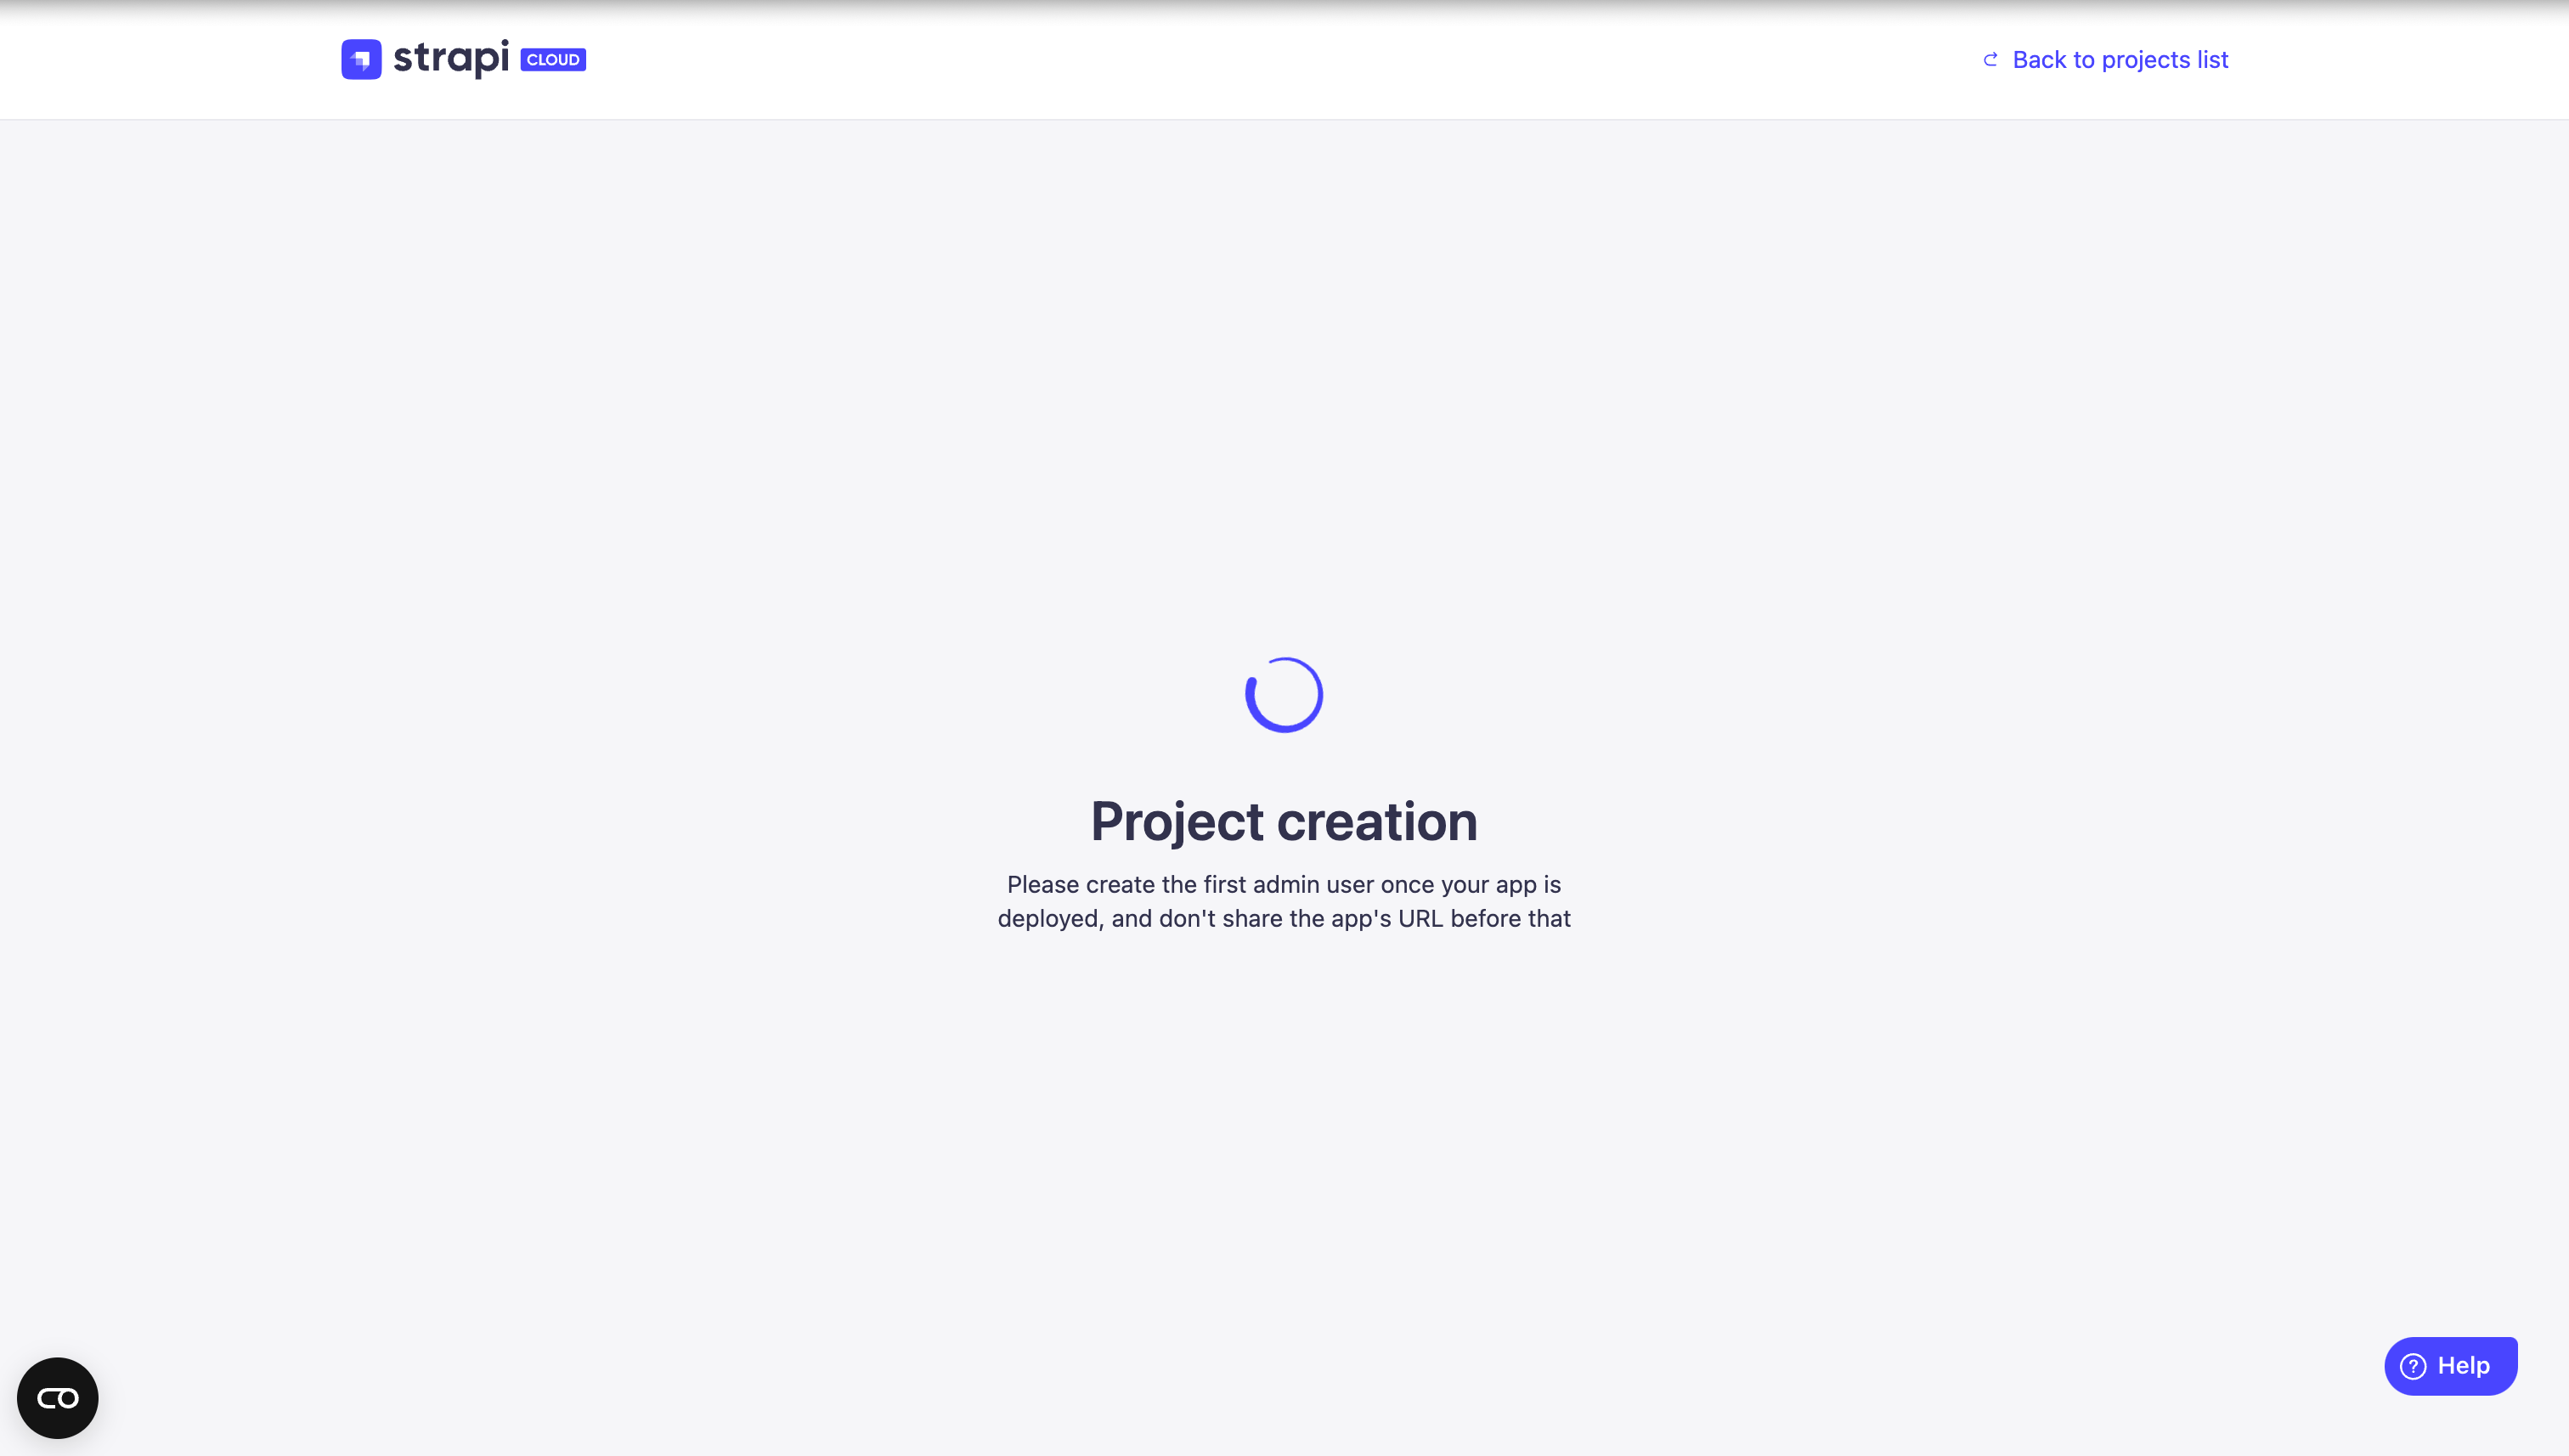 strapi CLOUD
Back to projects list
Project creation
Please create the first admin user once your app is
deployed, and don't share the app's URL before that
Help